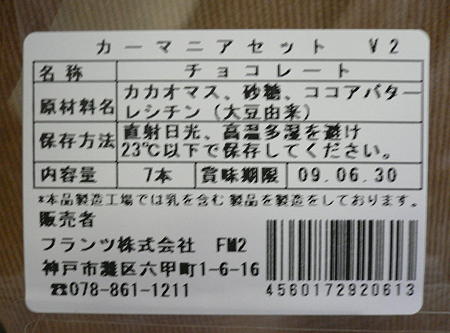 カーマニアセット V2
名称 チョコレート
原材料名 カカオマス、砂糖、ココアバター
レシチン（大豆由来）
保存方法 直射日光、高温多湿を避け
23℃以下で保存してください。
内容量 7本 賞味期限 09.06.30
*本品製造工場では乳を含む製品を製造をしております。
販売者
フランツ株式会社 FM2
神戸市灘区六甲町1-6-16
☎078-861-1211
4560172920613